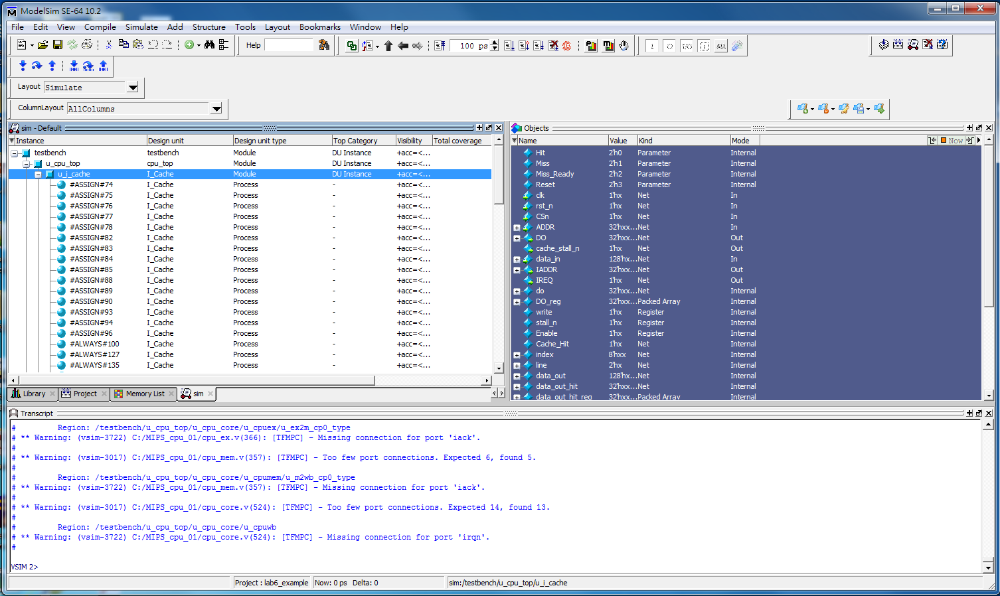 ModelSim SE-64 10.2
File Edit View Compile Simulate Add Structure Tools Layout Bookmarks Window Help
Help 100 ps
Layout Simulate
ColumnLayout AllColumns
sim - Default
Instance Design unit Design unit type Top Category Visibility Total coverage
testbench testbench Module DU Instance +acc=<...
u_cpu_top cpu_top Module DU Instance +acc=<...
u_i_cache I_Cache Module DU Instance +acc=<...
#ASSIGN#74 I_Cache Process - +acc=<...
#ASSIGN#75 I_Cache Process - +acc=<...
#ASSIGN#76 I_Cache Process - +acc=<...
#ASSIGN#77 I_Cache Process - +acc=<...
#ASSIGN#78 I_Cache Process - +acc=<...
#ASSIGN#82 I_Cache Process - +acc=<...
#ASSIGN#83 I_Cache Process - +acc=<...
#ASSIGN#84 I_Cache Process - +acc=<...
#ASSIGN#85 I_Cache Process - +acc=<...
#ASSIGN#88 I_Cache Process - +acc=<...
#ASSIGN#89 I_Cache Process - +acc=<...
#ASSIGN#90 I_Cache Process - +acc=<...
#ASSIGN#93 I_Cache Process - +acc=<...
#ASSIGN#94 I_Cache Process - +acc=<...
#ASSIGN#96 I_Cache Process - +acc=<...
#ALWAYS#100 I_Cache Process - +acc=<...
#ALWAYS#127 I_Cache Process - +acc=<...
#ALWAYS#135 I_Cache Process - +acc=<...
Library Project Memory List sim
Objects
Name Value Kind Mode Now
Hit 2'h0 Parameter Internal
Miss 2'h1 Parameter Internal
Miss_Ready 2'h2 Parameter Internal
Reset 2'h3 Parameter Internal
clk 1'hx Net In
rst_n 1'hx Net In
CSn 1'hx Net In
ADDR 32'hxx... Net In
DO 32'hxx... Net Out
cache_stall_n 1'hx Net Out
data_in 128'hx... Net In
IADDR 32'hxx... Net Out
IREQ 1'hx Net Out
do 32'hxx... Net Internal
DO_reg 32'hxx... Packed Array Internal
write 1'hx Register Internal
stall_n 1'hx Register Internal
Enable 1'hx Register Internal
Cache_Hit 1'hx Net Internal
index 8'hxx Net Internal
line 2'hx Net Internal
data_out 128'hx... Net Internal
data_out_hit 32'hxx... Net Internal
data_out_hit_reg 32'hxx... Packed Array Internal
Transcript
# Region: /testbench/u_cpu_top/u_cpu_core/u_cpuex/u_ex2m_cp0_type
# ** Warning: (vsim-3722) C:/MIPS_cpu_01/cpu_ex.v(366): [TFMPC] - Missing connection for port 'iack'.
#
# ** Warning: (vsim-3017) C:/MIPS_cpu_01/cpu_mem.v(357): [TFMPC] - Too few port connections. Expected 6, found 5.
#
# Region: /testbench/u_cpu_top/u_cpu_core/u_cpumem/u_m2wb_cp0_type
# ** Warning: (vsim-3722) C:/MIPS_cpu_01/cpu_mem.v(357): [TFMPC] - Missing connection for port 'iack'.
#
# ** Warning: (vsim-3017) C:/MIPS_cpu_01/cpu_core.v(524): [TFMPC] - Too few port connections. Expected 14, found 13.
#
# Region: /testbench/u_cpu_top/u_cpu_core/u_cpuwb
# ** Warning: (vsim-3722) C:/MIPS_cpu_01/cpu_core.v(524): [TFMPC] - Missing connection for port 'irqn'.
#
VSIM 2>
Project : lab6_example Now: 0 ps Delta: 0 sim:/testbench/u_cpu_top/u_i_cache